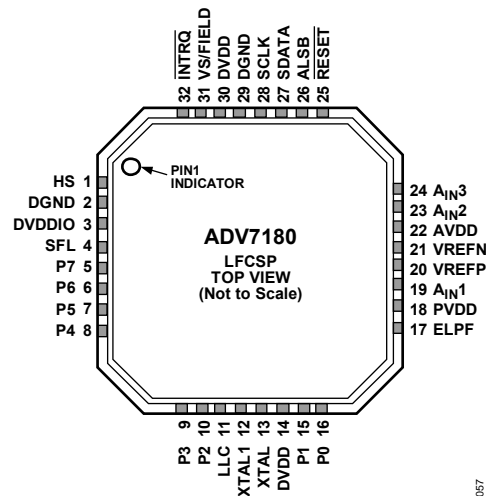 32 INTRQ
31 VS/FIELD
30 DVDD
29 DGND
28 SCLK
27 SDATA
26 ALSB
25 RESET
PIN1
INDICATOR
HS 1
DGND 2
DVDDIO 3
SFL 4
P7 5
P6 6
P5 7
P4 8
ADV7180
LFCSP
TOP VIEW
(Not to Scale)
24 AIN3
23 AIN2
22 AVDD
21 VREFN
20 VREFP
19 AIN1
18 PVDD
17 ELPF
P3 9
P2 10
LLC 11
XTAL1 12
XTAL 13
DVDD 14
P1 15
P0 16
057